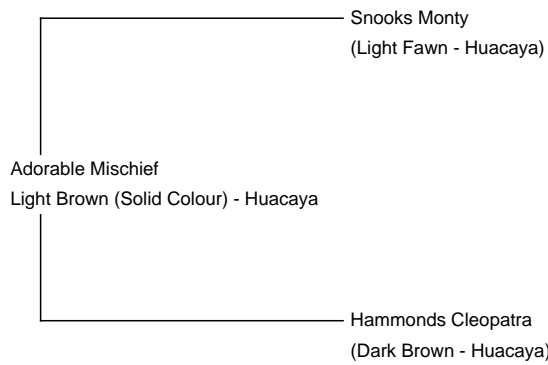 Snooks Monty
(Light Fawn - Huacaya)
Adorable Mischief
Light Brown (Solid Colour) - Huacaya
Hammonds Cleopatra
(Dark Brown - Huacaya)